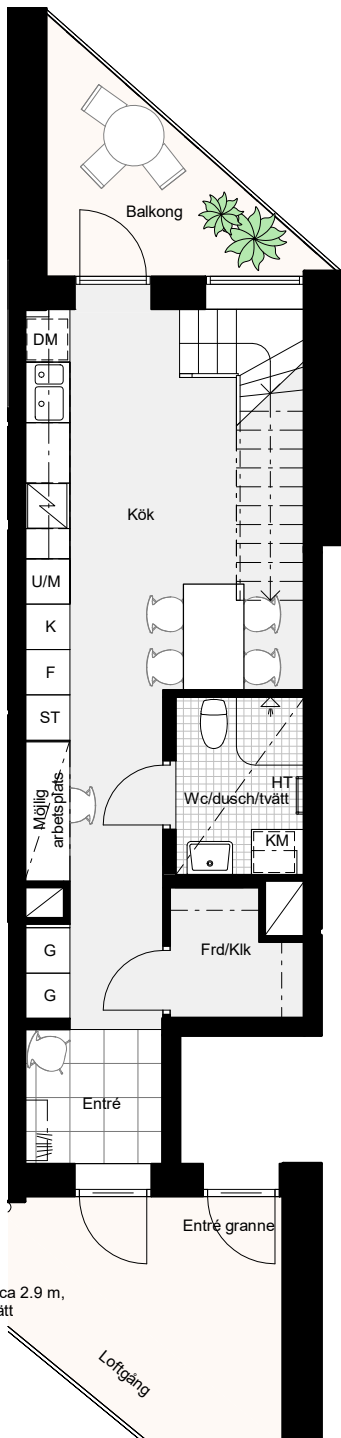 Balkong
DM
Kök
U/M
K
F
ST
Möjlig
arbetsplats
HT
Wc/dusch/tvätt
KM
G
Frd/Klk
G
Entré
Entré granne
ca 2.9 m,
ätt
Loftgång